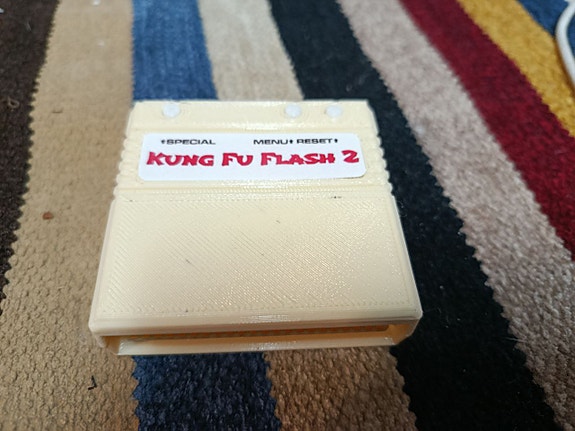 ↑SPECIAL MENU↑ RESET↑
KUNG FU FLASH 2